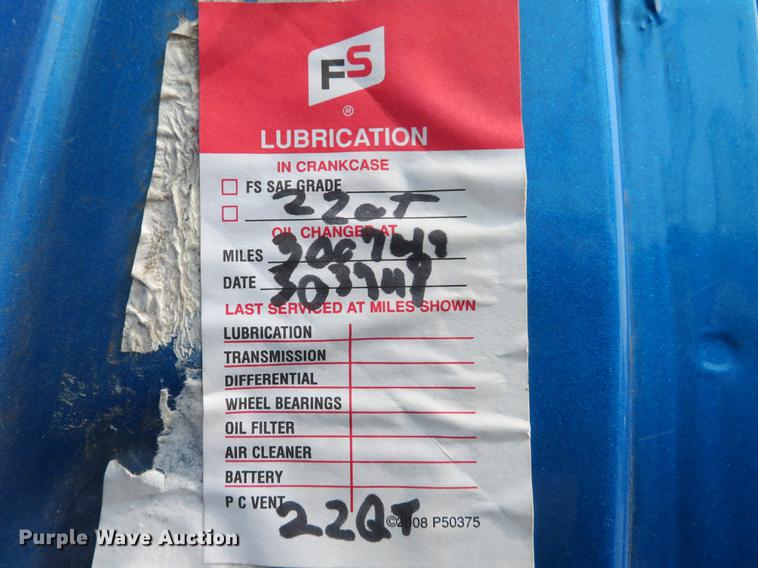 FS
®
LUBRICATION
IN CRANKCASE
FS SAE GRADE
22QT
OIL CHANGED AT
MILES 306749
DATE 303749
LAST SERVICED AT MILES SHOWN
LUBRICATION
TRANSMISSION
DIFFERENTIAL
WHEEL BEARINGS
OIL FILTER
AIR CLEANER
BATTERY
P C VENT
22QT
©2008 P50375
Purple Wave Auction